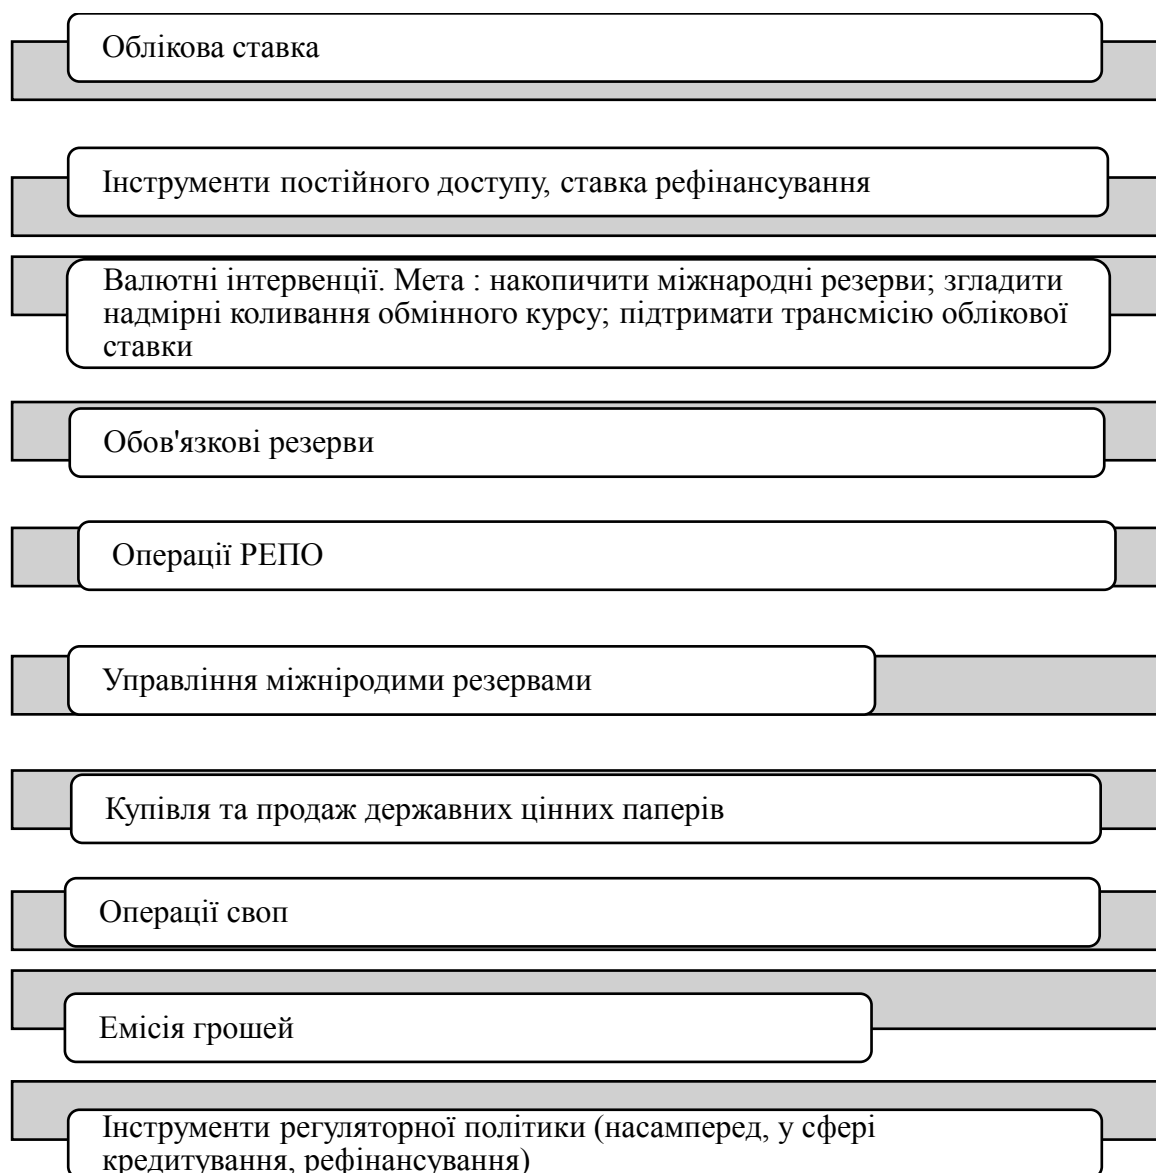 Облікова ставка
Інструменти постійного доступу, ставка рефінансування
Валютні інтервенції. Мета : накопичити міжнародні резерви; згладити
надмірні коливання обмінного курсу; підтримати трансмісію облікової
ставки
Обов'язкові резерви
Операції РЕПО
Управління міжніродими резервами
Купівля та продаж державних цінних паперів
Операції своп
Емісія грошей
Інструменти регуляторної політики (насамперед, у сфері
кредитування, рефінансування)